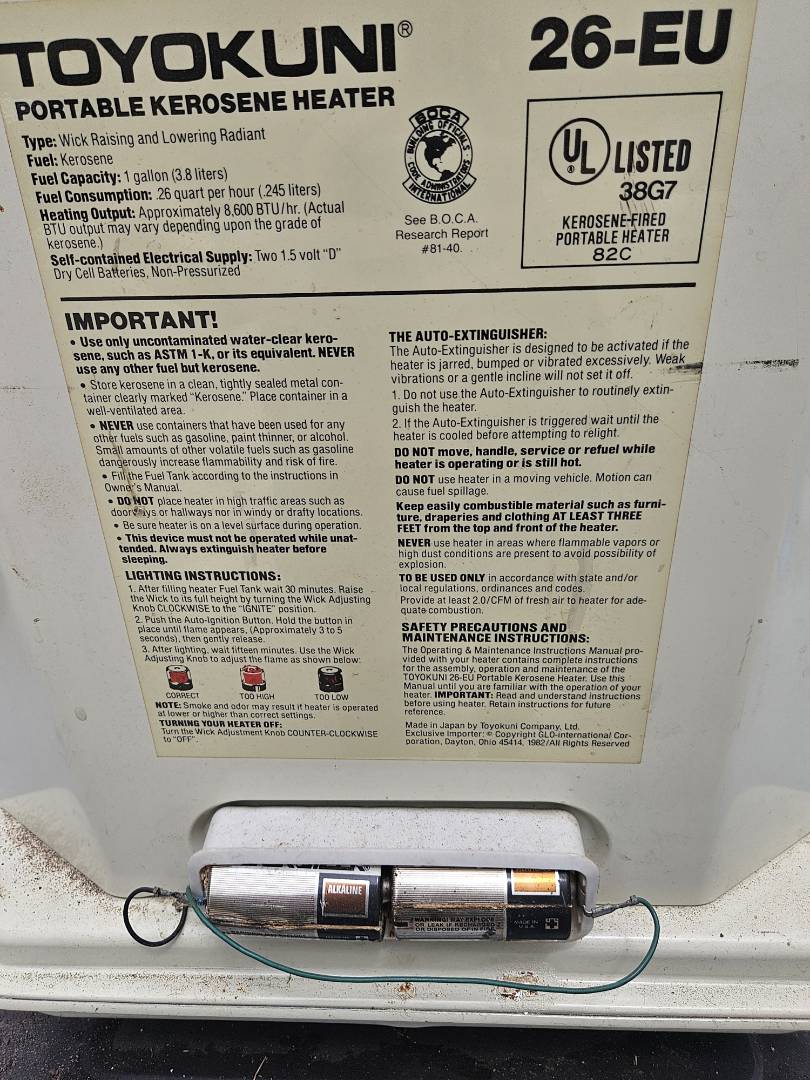 TOYOKUNI®
26-EU
PORTABLE KEROSENE HEATER
Type: Wick Raising and Lowering Radiant
Fuel: Kerosene
Fuel Capacity: 1 gallon (3.8 liters)
Fuel Consumption: .26 quart per hour (.245 liters)
Heating Output: Approximately 8,600 BTU/hr. (Actual
BTU output may vary depending upon the grade of
kerosene.)
Self-contained Electrical Supply: Two 1.5 volt "D"
Dry Cell Batteries, Non-Pressurized
BOCA
BUILDING OFFICIALS
CODE ADMINISTRATORS
INTERNATIONAL
See B.O.C.A.
Research Report
#81-40.
UL® LISTED
38G7
KEROSENE-FIRED
PORTABLE HEATER
82C
IMPORTANT!
• Use only uncontaminated water-clear kero-
sene, such as ASTM 1-K, or its equivalent. NEVER
use any other fuel but kerosene.
• Store kerosene in a clean, tightly sealed metal con-
tainer clearly marked "Kerosene." Place container in a
well-ventilated area.
• NEVER use containers that have been used for any
other fuels such as gasoline, paint thinner, or alcohol.
Small amounts of other volatile fuels such as gasoline
dangerously increase flammability and risk of fire.
• Fill the Fuel Tank according to the instructions in
Owner's Manual.
• DO NOT place heater in high traffic areas such as
doorways or hallways nor in windy or drafty locations.
• Be sure heater is on a level surface during operation.
• This device must not be operated while unat-
tended. Always extinguish heater before
sleeping.
LIGHTING INSTRUCTIONS:
1. After filling heater Fuel Tank wait 30 minutes. Raise
the Wick to its full height by turning the Wick Adjusting
Knob CLOCKWISE to the "IGNITE" position.
2. Push the Auto-Ignition Button. Hold the button in
place until flame appears, (Approximately 3 to 5
seconds), then gently release.
3. After lighting, wait fifteen minutes. Use the Wick
Adjusting Knob to adjust the flame as shown below:
CORRECT TOO HIGH TOO LOW
NOTE: Smoke and odor may result if heater is operated
at lower or higher than correct settings.
TURNING YOUR HEATER OFF:
Turn the Wick Adjustment Knob COUNTER-CLOCKWISE
to "OFF".
THE AUTO-EXTINGUISHER:
The Auto-Extinguisher is designed to be activated if the
heater is jarred, bumped or vibrated excessively. Weak
vibrations or a gentle incline will not set it off.
1. Do not use the Auto-Extinguisher to routinely extin-
guish the heater.
2. If the Auto-Extinguisher is triggered wait until the
heater is cooled before attempting to relight.
DO NOT move, handle, service or refuel while
heater is operating or is still hot.
DO NOT use heater in a moving vehicle. Motion can
cause fuel spillage.
Keep easily combustible material such as furni-
ture, draperies and clothing AT LEAST THREE
FEET from the top and front of the heater.
NEVER use heater in areas where flammable vapors or
high dust conditions are present to avoid possibility of
explosion.
TO BE USED ONLY in accordance with state and/or
local regulations, ordinances and codes.
Provide at least 2.0/CFM of fresh air to heater for ade-
quate combustion.
SAFETY PRECAUTIONS AND
MAINTENANCE INSTRUCTIONS:
The Operating & Maintenance Instructions Manual pro-
vided with your heater contains complete instructions
for the assembly, operation and maintenance of the
TOYOKUNI 26-EU Portable Kerosene Heater. Use this
Manual until you are familiar with the operation of your
heater. IMPORTANT: Read and understand instructions
before using heater. Retain instructions for future
reference.
Made in Japan by Toyokuni Company, Ltd.
Exclusive Importer: © Copyright GLO-international Cor-
poration, Dayton, Ohio 45414, 1982/All Rights Reserved
ALKALINE
WARNING! MAY EXPLODE
OR LEAK IF RECHARGED
OR DISPOSED OF IN FIRE
MADE IN
U.S.A.
+